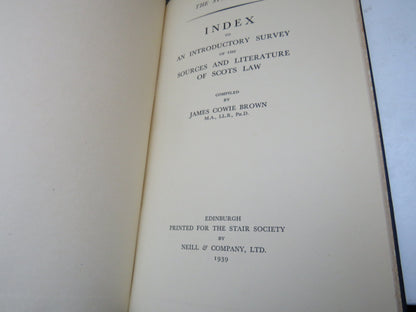 THE
INDEX
TO
AN INTRODUCTORY SURVEY
OF THE
SOURCES AND LITERATURE
OF SCOTS LAW
COMPILED
BY
JAMES COWIE BROWN
M.A., LL.B., Ph.D.
EDINBURGH
PRINTED FOR THE STAIR SOCIETY
BY
NEILL & COMPANY, LTD.
1939